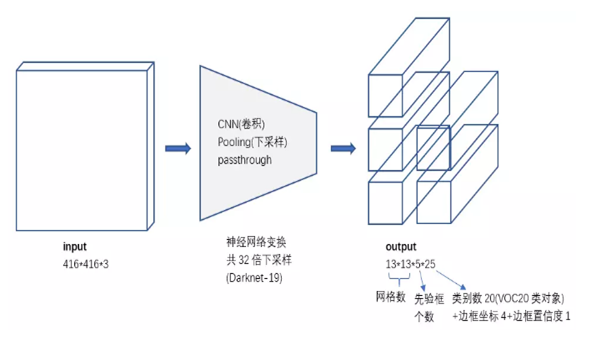 CNN(卷积)
Pooling(下采样)
passthrough
input
416*416*3
神经网络变换
共 32 倍下采样
(Darknet-19)
output
13*13*5*25
网格数
先验框
个数
类别数 20(VOC20 类对象)
+边框坐标 4+边框置信度 1